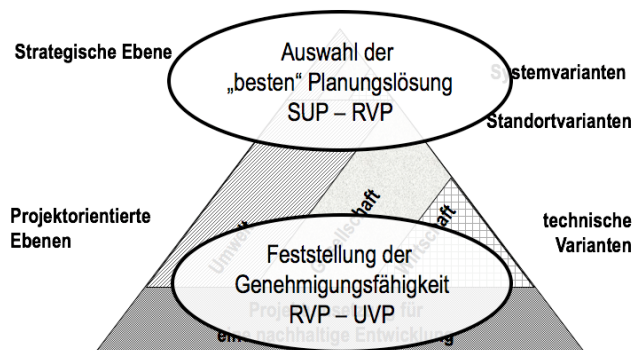 Strategische Ebene
Auswahl der
„besten“ Planungslösung
SUP – RVP
Systemvarianten
Standortvarianten
Projektorientierte
Ebenen
Umwelt
Gesellschaft
Wirtschaft
technische
Varianten
Feststellung der
Genehmigungsfähigkeit
RVP – UVP
für
eine nachhaltige Entwicklung